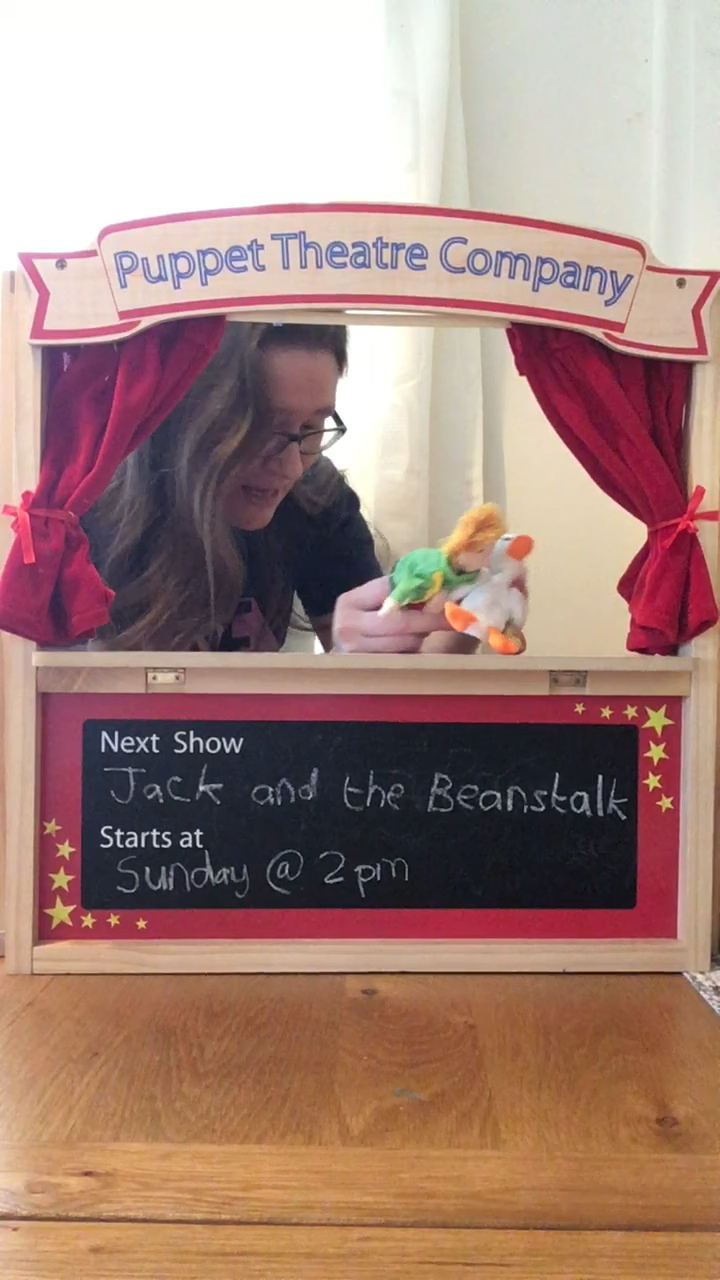 Puppet Theatre Company
Next Show
Jack and the Beanstalk
Starts at
Sunday @ 2pm